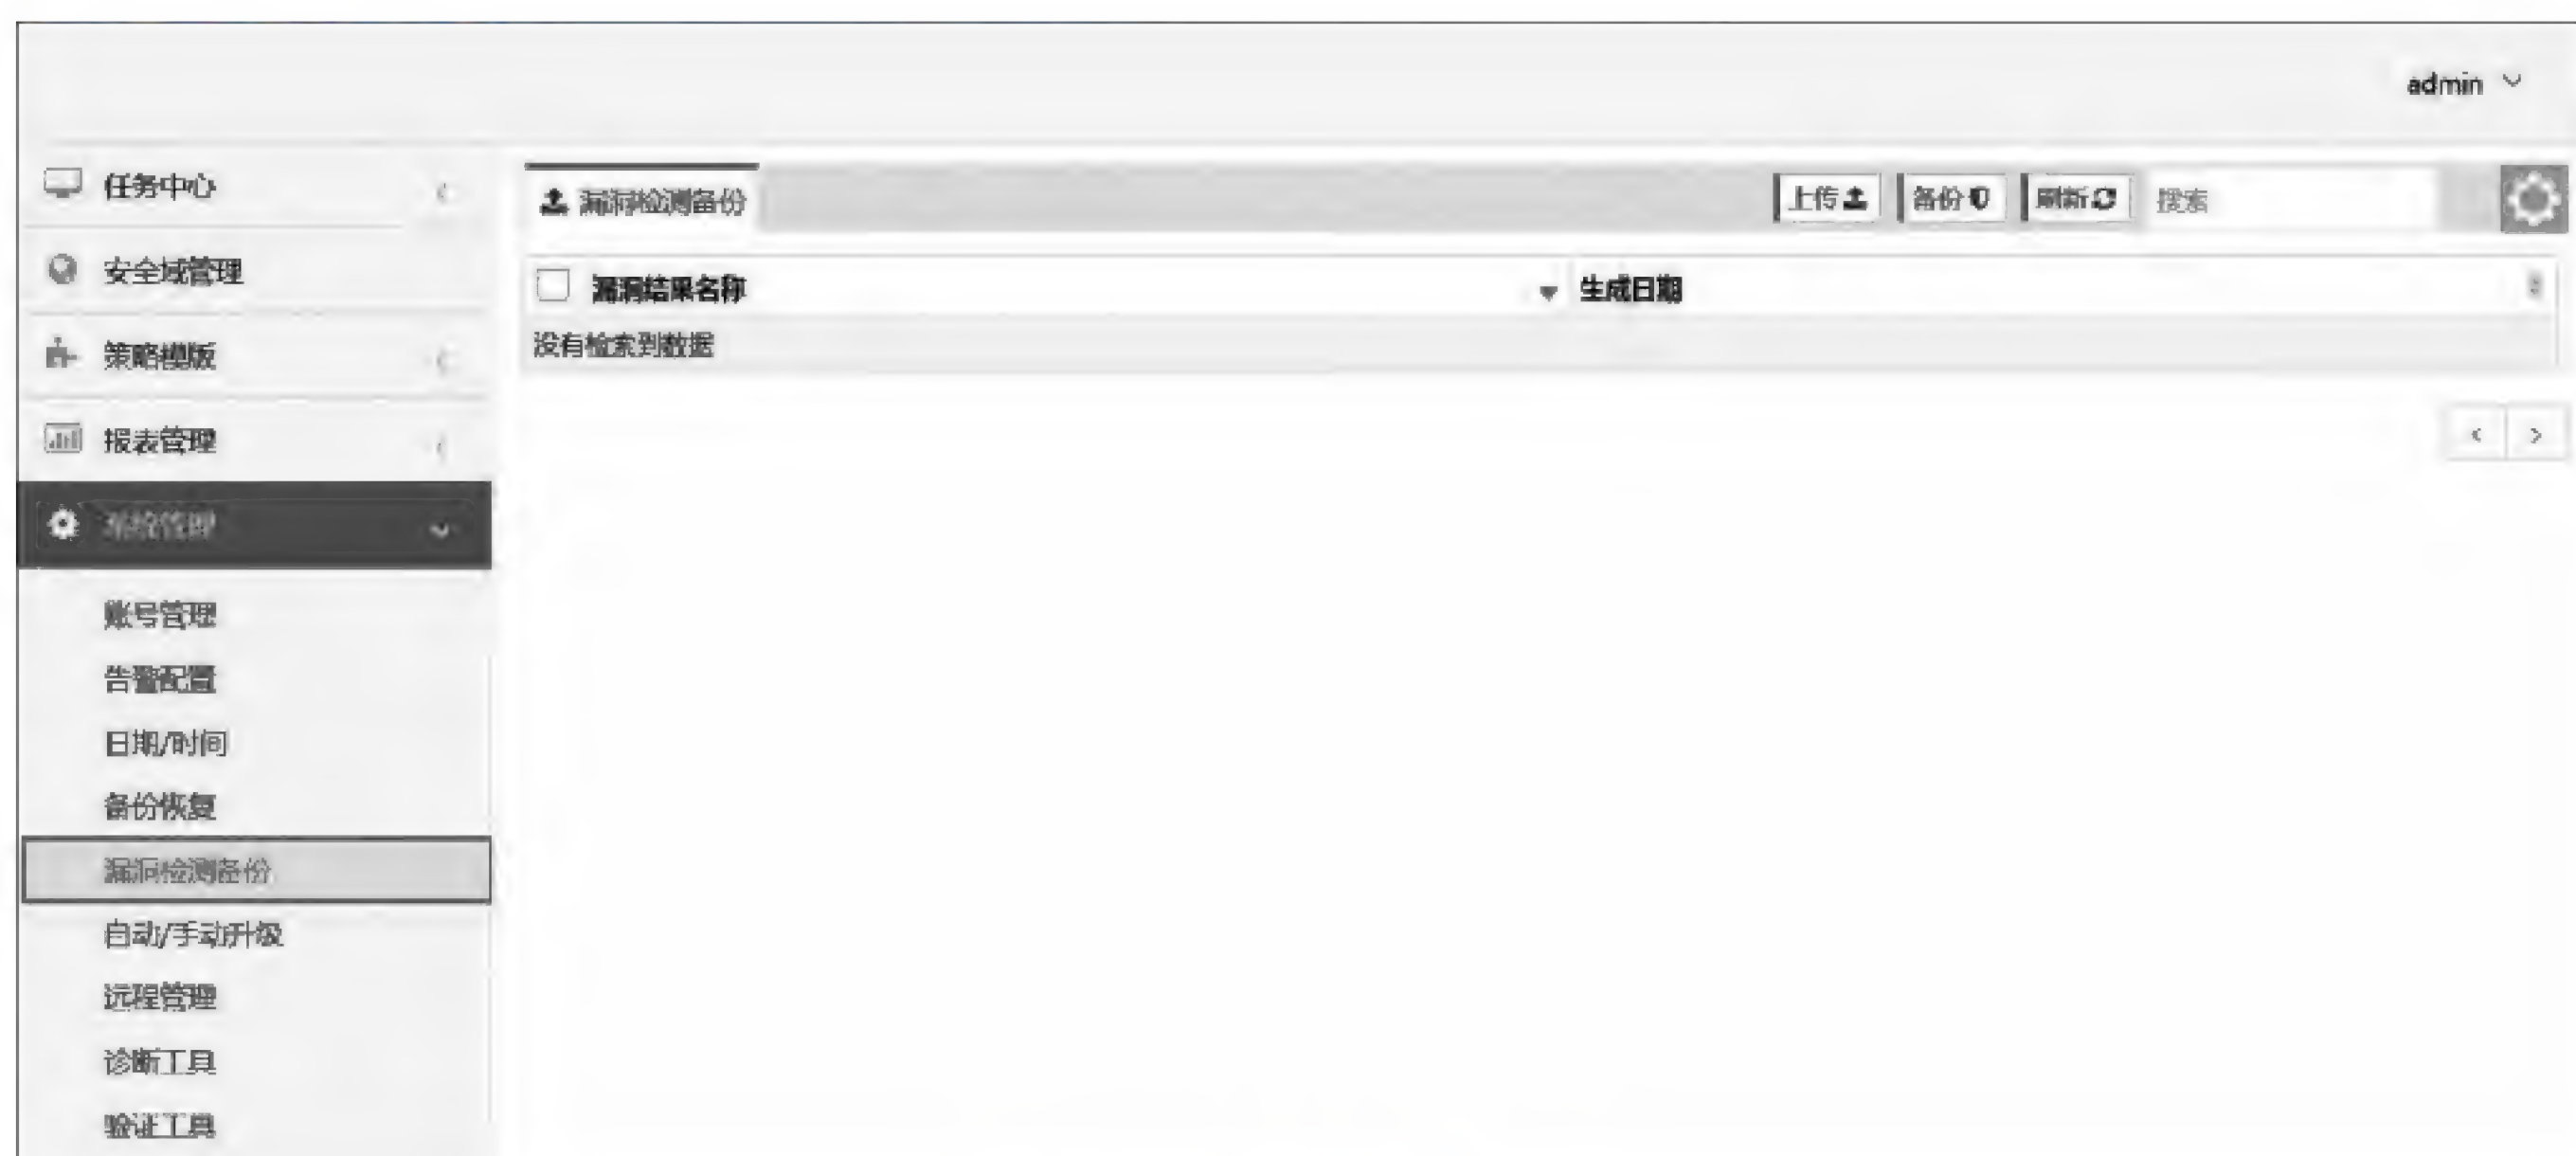 admin
任务中心
安全域管理
策略模版
报表管理
系统管理
账号管理
告警配置
日期/时间
备份恢复
漏洞检测备份
自动/手动升级
远程管理
诊断工具
验证工具
漏洞检测备份
上传 备份 刷新 搜索
漏洞结果名称 生成日期
没有检索到数据